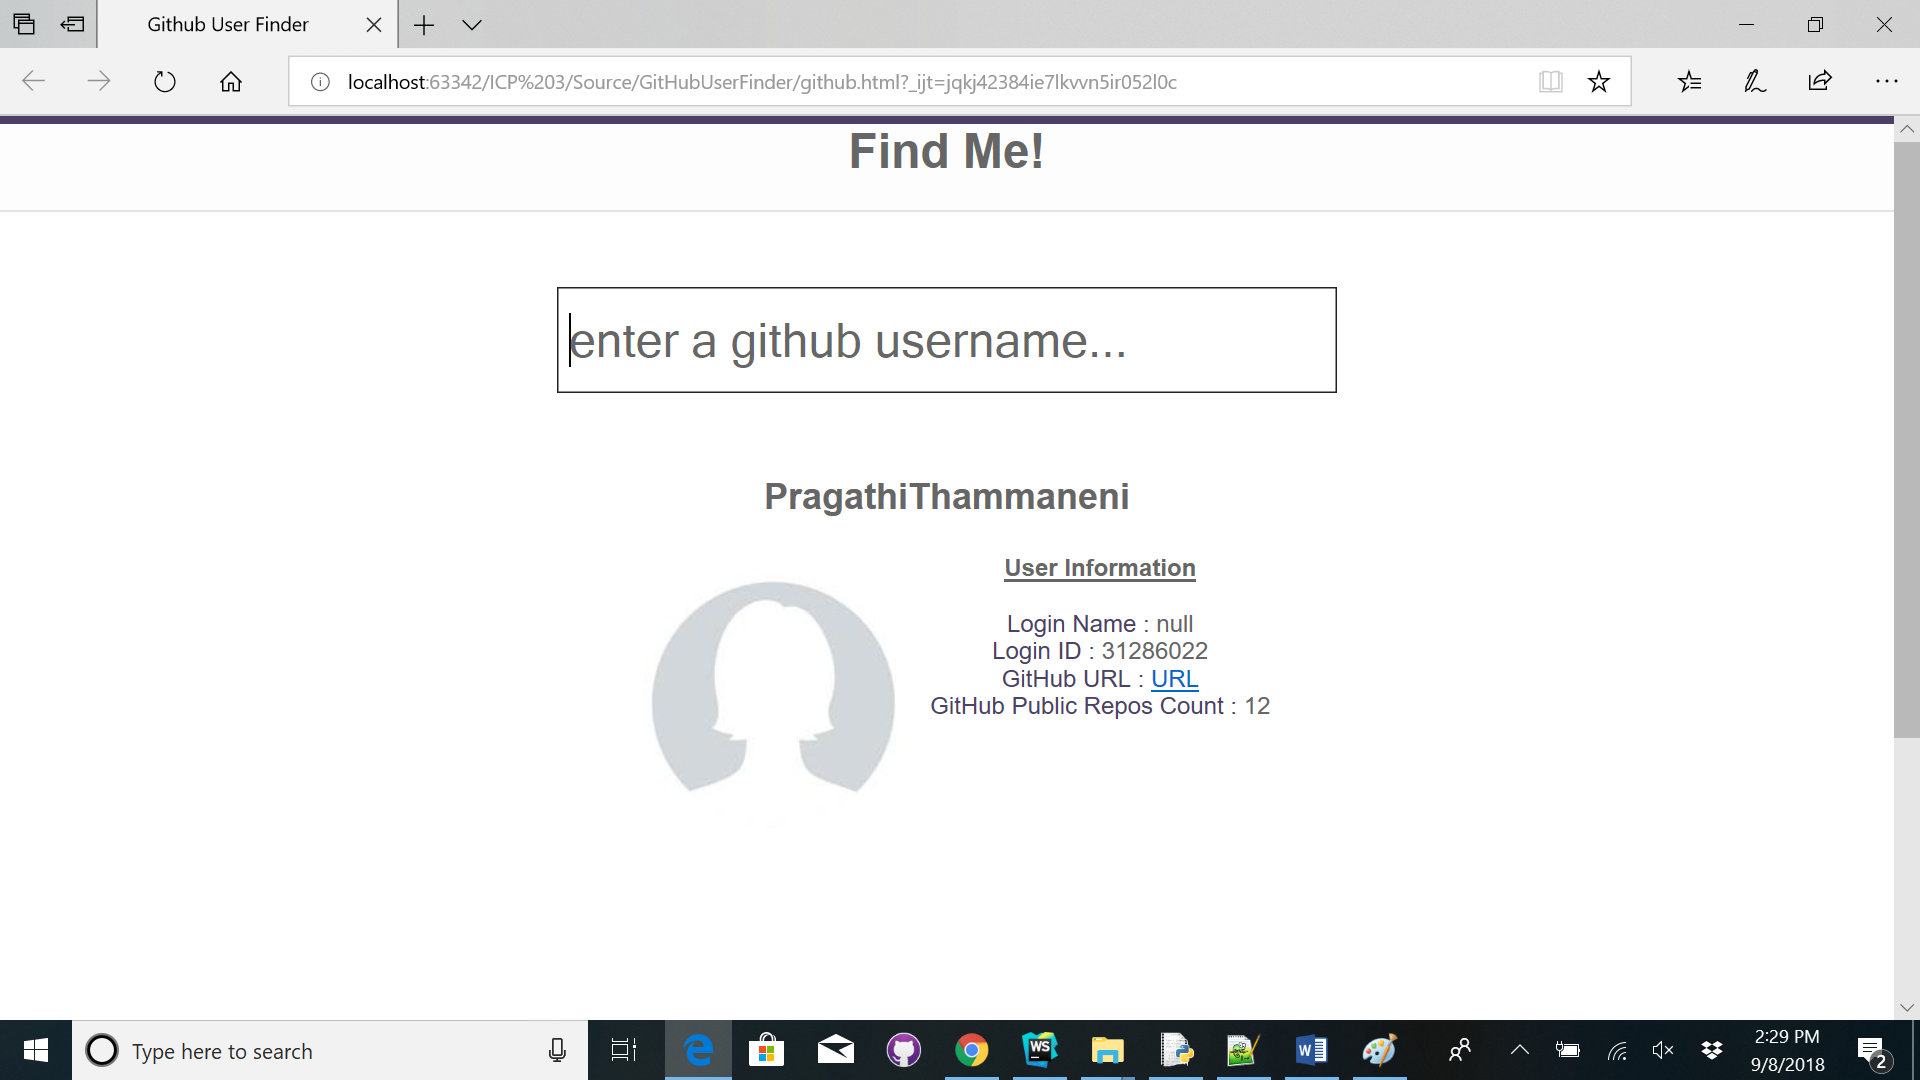 Github User Finder
localhost:63342/ICP%203/Source/GitHubUserFinder/github.html?_ijt=jqkj42384ie7lkvvn5ir052l0c
Find Me!
enter a github username...
PragathiThammaneni
User Information
Login Name : null
Login ID : 31286022
GitHub URL : URL
GitHub Public Repos Count : 12
Type here to search
WS
W
2:29 PM
9/8/2018
2